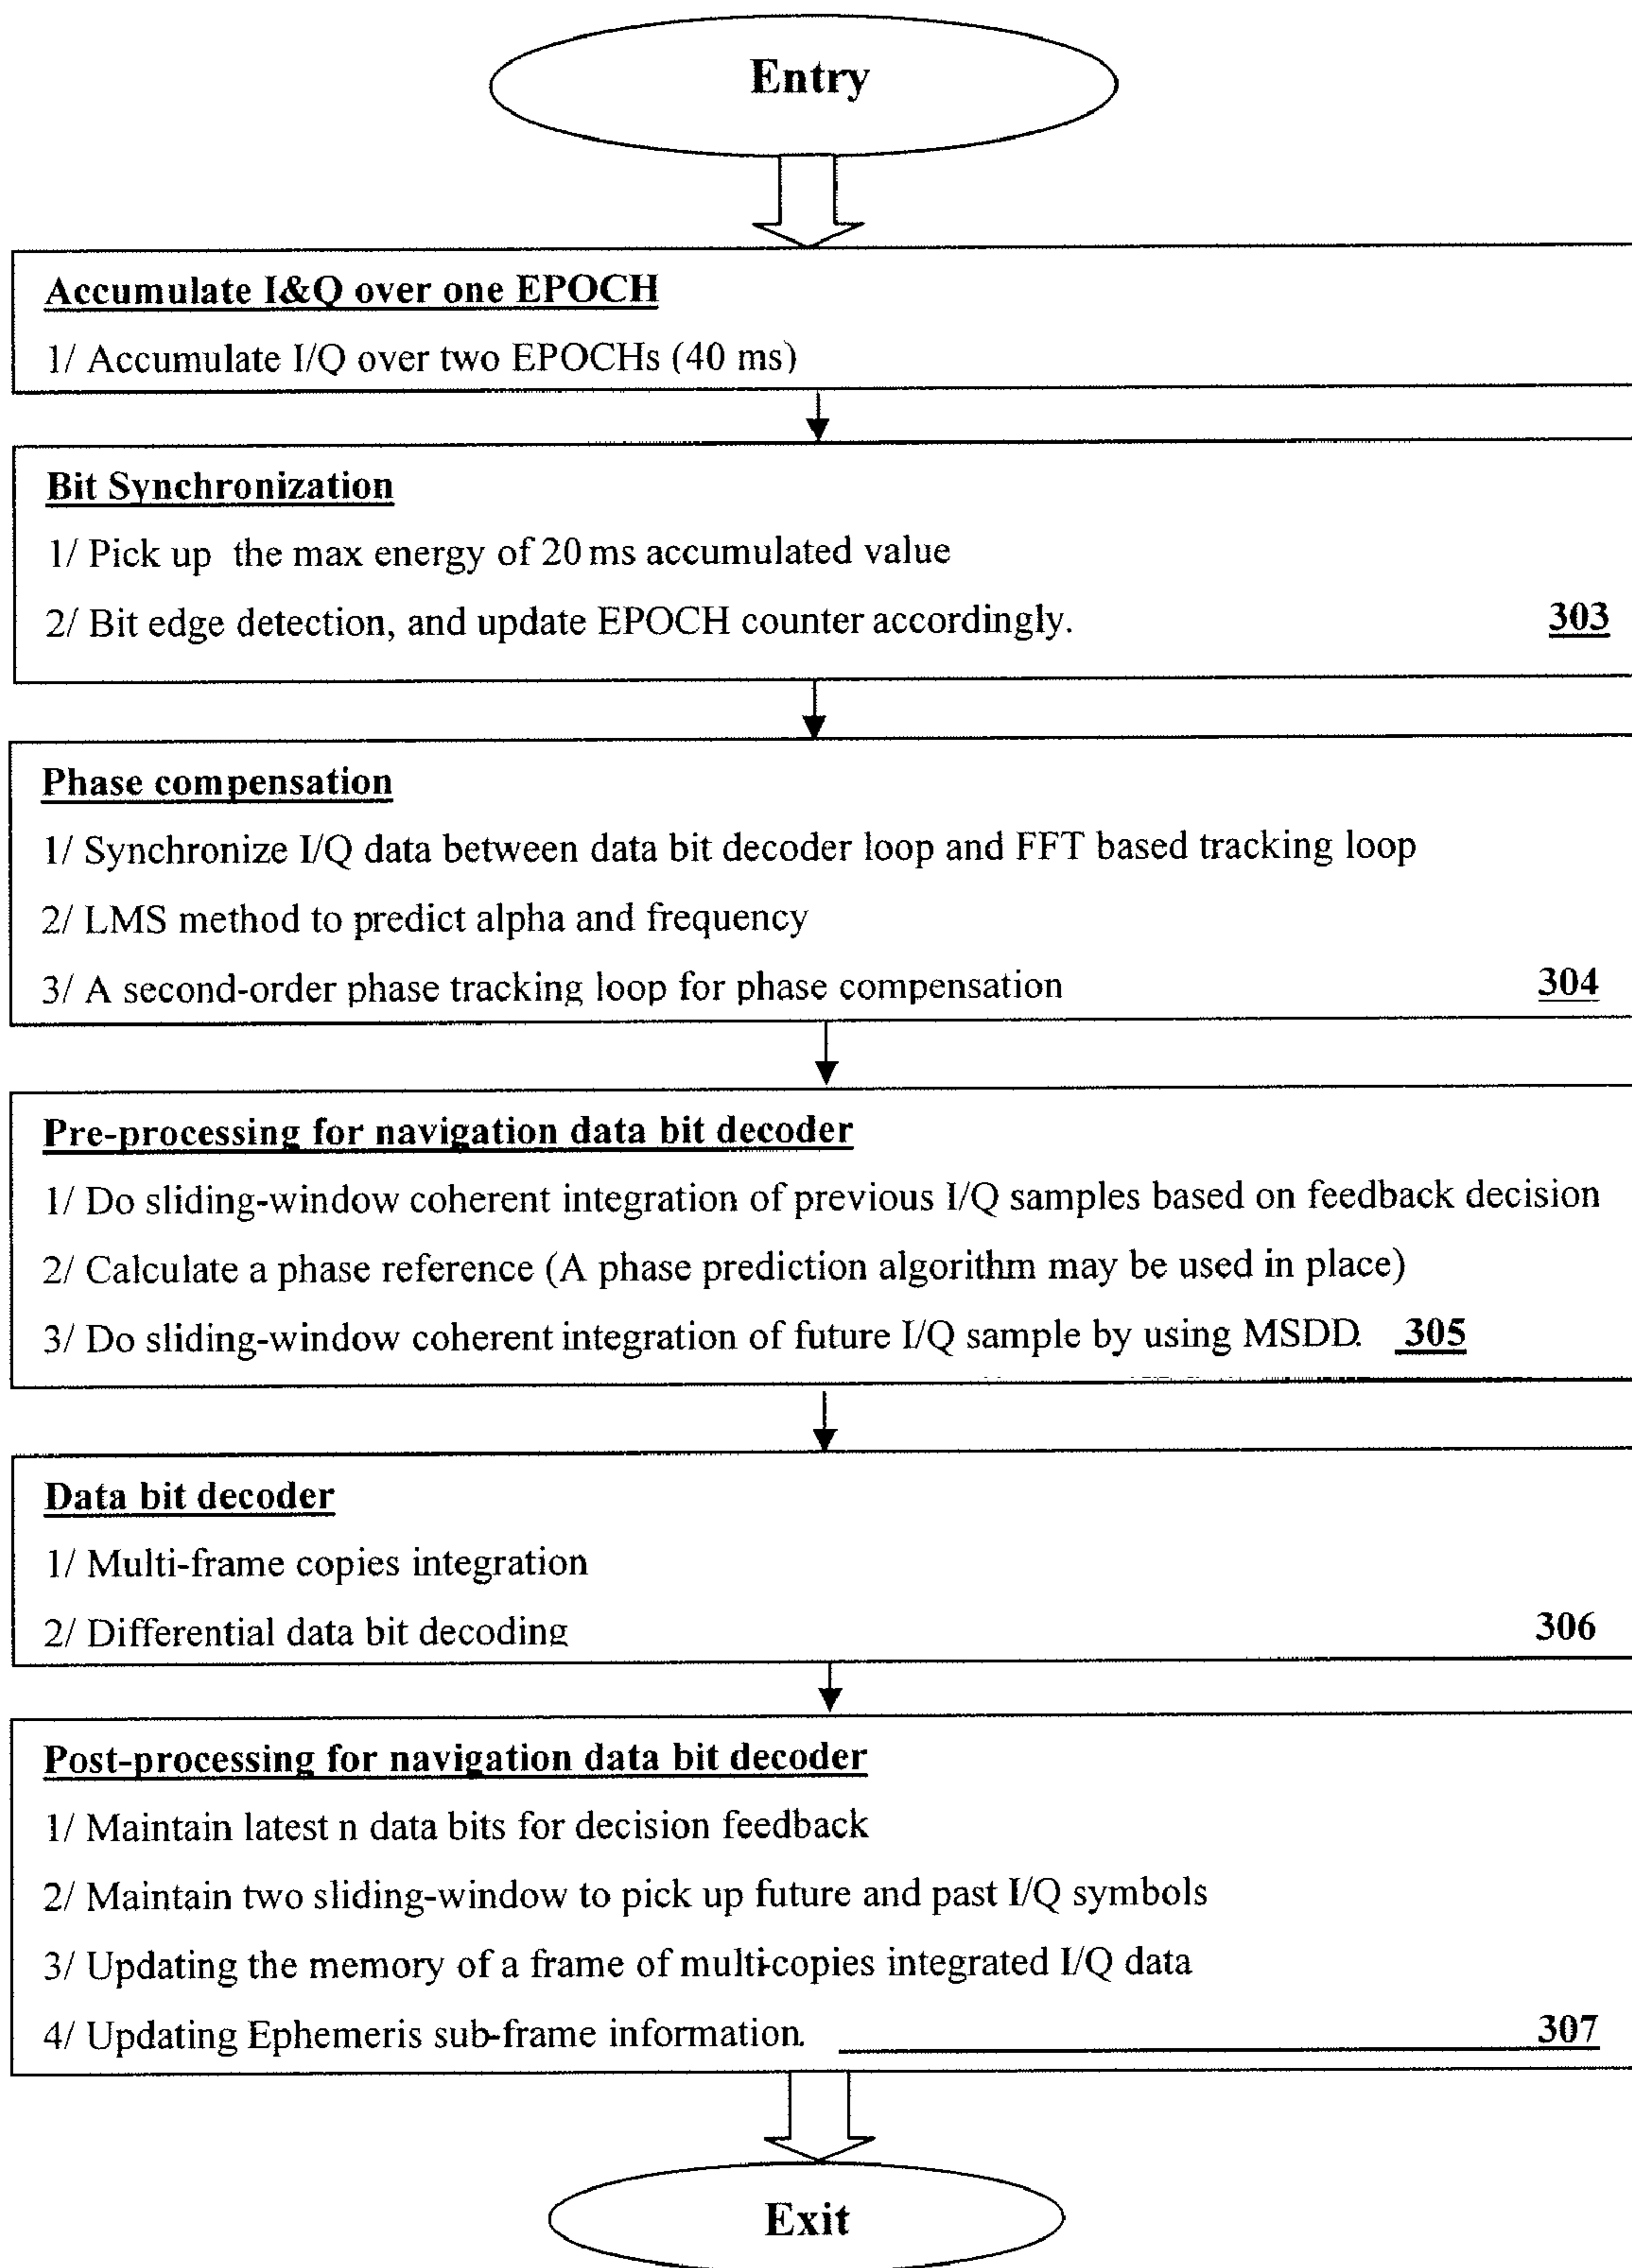 Entry
Accumulate I&Q over one EPOCH
1/ Accumulate I/Q over two EPOCHs (40 ms)
Bit Synchronization
1/ Pick up the max energy of 20 ms accumulated value
2/ Bit edge detection, and update EPOCH counter accordingly. 303
Phase compensation
1/ Synchronize I/Q data between data bit decoder loop and FFT based tracking loop
2/ LMS method to predict alpha and frequency
3/ A second-order phase tracking loop for phase compensation 304
Pre-processing for navigation data bit decoder
1/ Do sliding-window coherent integration of previous I/Q samples based on feedback decision
2/ Calculate a phase reference (A phase prediction algorithm may be used in place)
3/ Do sliding-window coherent integration of future I/Q sample by using MSDD. 305
Data bit decoder
1/ Multi-frame copies integration
2/ Differential data bit decoding 306
Post-processing for navigation data bit decoder
1/ Maintain latest n data bits for decision feedback
2/ Maintain two sliding-window to pick up future and past I/Q symbols
3/ Updating the memory of a frame of multi-copies integrated I/Q data
4/ Updating Ephemeris sub-frame information. 307
Exit